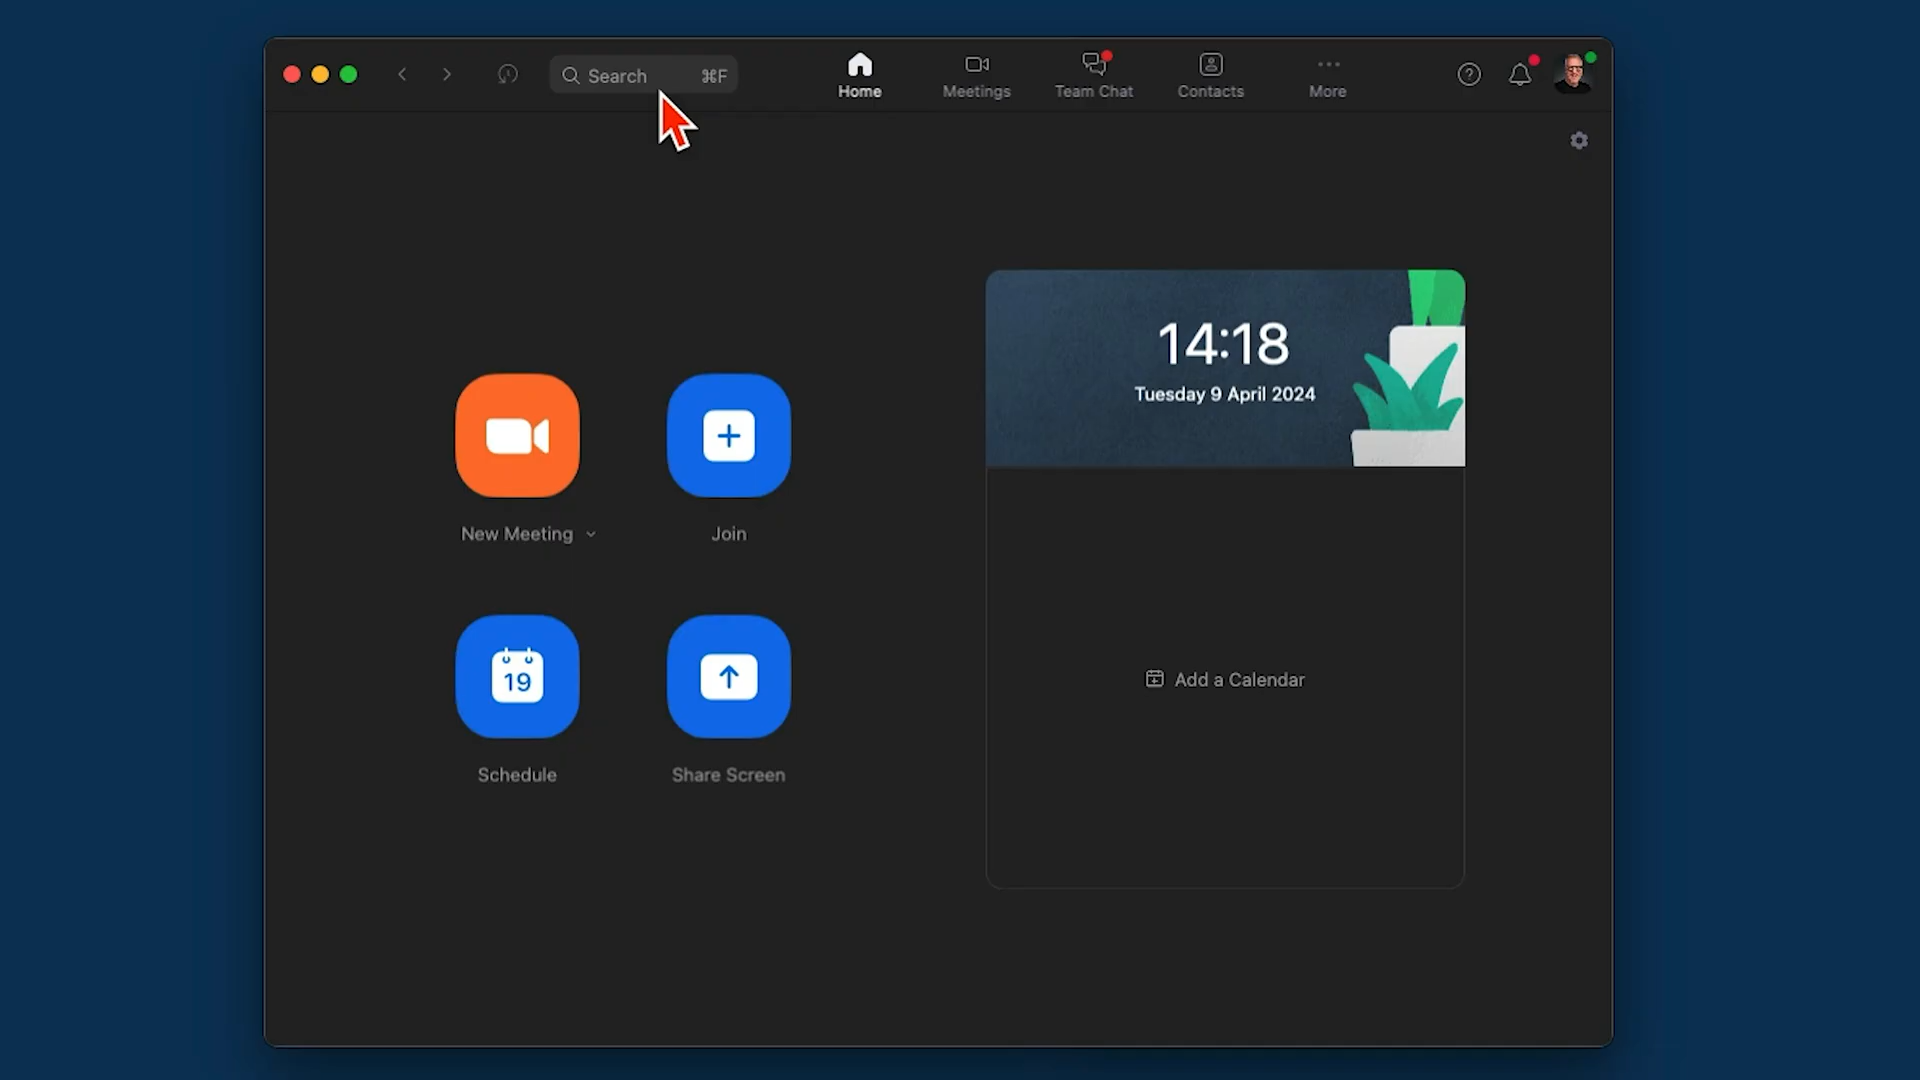 Search ⌘F
Home
Meetings
Team Chat
Contacts
More
14:18
Tuesday 9 April 2024
New Meeting
Join
19
Schedule
Share Screen
Add a Calendar